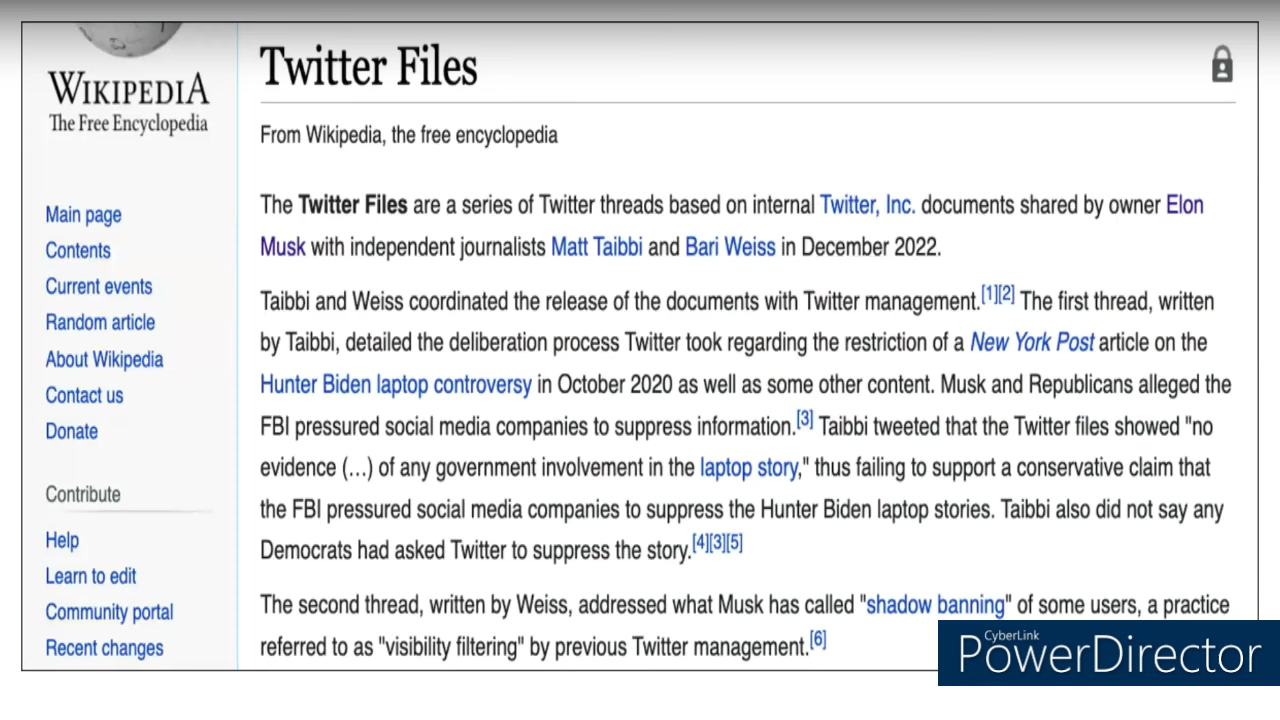 WIKIPEDIA
The Free Encyclopedia
Main page
Contents
Current events
Random article
About Wikipedia
Contact us
Donate
Contribute
Help
Learn to edit
Community portal
Recent changes
Twitter Files
From Wikipedia, the free encyclopedia
The Twitter Files are a series of Twitter threads based on internal Twitter, Inc. documents shared by owner Elon
Musk with independent journalists Matt Taibbi and Bari Weiss in December 2022.
Taibbi and Weiss coordinated the release of the documents with Twitter management.[1][2] The first thread, written
by Taibbi, detailed the deliberation process Twitter took regarding the restriction of a New York Post article on the
Hunter Biden laptop controversy in October 2020 as well as some other content. Musk and Republicans alleged the
FBI pressured social media companies to suppress information.[3] Taibbi tweeted that the Twitter files showed "no
evidence (...) of any government involvement in the laptop story," thus failing to support a conservative claim that
the FBI pressured social media companies to suppress the Hunter Biden laptop stories. Taibbi also did not say any
Democrats had asked Twitter to suppress the story.[4][3][5]
The second thread, written by Weiss, addressed what Musk has called "shadow banning" of some users, a practice
referred to as "visibility filtering" by previous Twitter management.[6]
CyberLink
PowerDirector